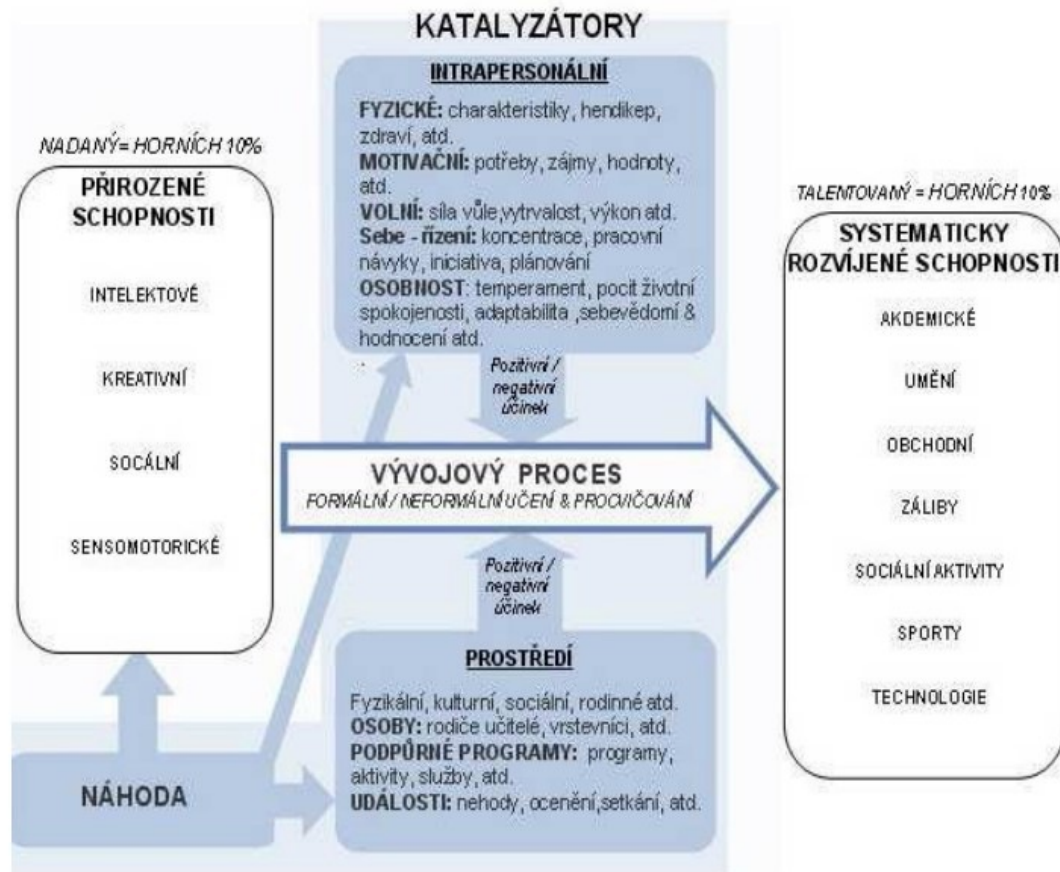 KATALYZÁTORY
INTRAPERSONÁLNÍ
FYZICKÉ: charakteristiky, hendikep,
zdraví, atd.
MOTIVAČNÍ: potřeby, zájmy, hodnoty,
atd.
VOLNÍ: síla vůle,vytrvalost, výkon atd.
Sebe - řízení: koncentrace, pracovní
návyky, iniciativa, plánování
OSOBNOST: temperament, pocit životní
spokojenosti, adaptabilita ,sebevědomí &
hodnocení atd.
NADANÝ= HORNÍCH 10%
PŘIROZENÉ
SCHOPNOSTI
INTELEKTOVÉ
KREATIVNÍ
SOCÁLNÍ
SENSOMOTORICKÉ
Pozitivní /
negativní
účinek
VÝVOJOVÝ PROCES
FORMÁLNÍ / NEFORMÁLNÍ UČENÍ & PROCVIČOVÁNÍ
Pozitivní /
negativní
účinek
PROSTŘEDÍ
Fyzikální, kulturní, sociální, rodinné atd.
OSOBY: rodiče učitelé, vrstevníci, atd.
PODPŮRNÉ PROGRAMY: programy,
aktivity, služby, atd.
UDÁLOSTI: nehody, ocenění,setkání, atd.
NÁHODA
TALENTOVANÝ = HORNÍCH 10%
SYSTEMATICKY
ROZVÍJENÉ SCHOPNOSTI
AKDEMICKÉ
UMĚNÍ
OBCHODNÍ
ZÁLIBY
SOCIÁLNÍ AKTIVITY
SPORTY
TECHNOLOGIE